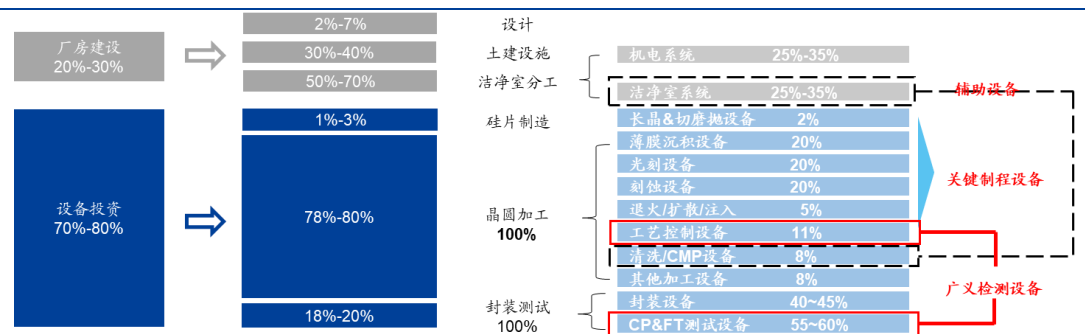 厂房建设
20%-30%
2%-7%
30%-40%
50%-70%
设计
土建设施
洁净室分工
机电系统 25%-35%
洁净室系统 25%-35%
辅助设备
设备投资
70%-80%
1%-3%
78%-80%
18%-20%
硅片制造
晶圆加工
100%
封装测试
100%
长晶&切磨抛设备 2%
薄膜沉积设备 20%
光刻设备 20%
刻蚀设备 20%
退火/扩散/注入 5%
工艺控制设备 11%
清洗/CMP设备 8%
其他加工设备 8%
封装设备 40~45%
CP&FT测试设备 55~60%
关键制程设备
广义检测设备